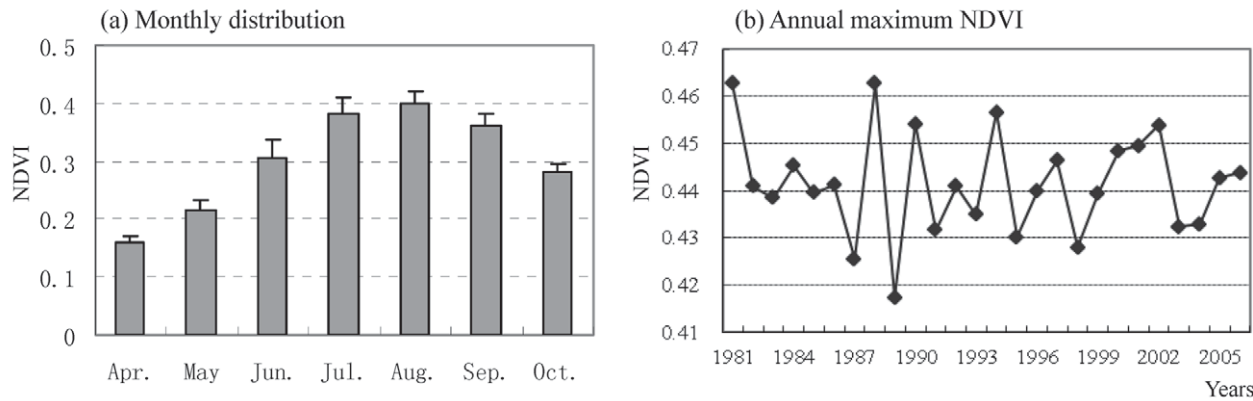 (a) Monthly distribution
NDVI
0.5
0.4
0.3
0.2
0.1
0
Apr. May Jun. Jul. Aug. Sep. Oct.
(b) Annual maximum NDVI
NDVI
0.47
0.46
0.45
0.44
0.43
0.42
0.41
1981 1984 1987 1990 1993 1996 1999 2002 2005
Years